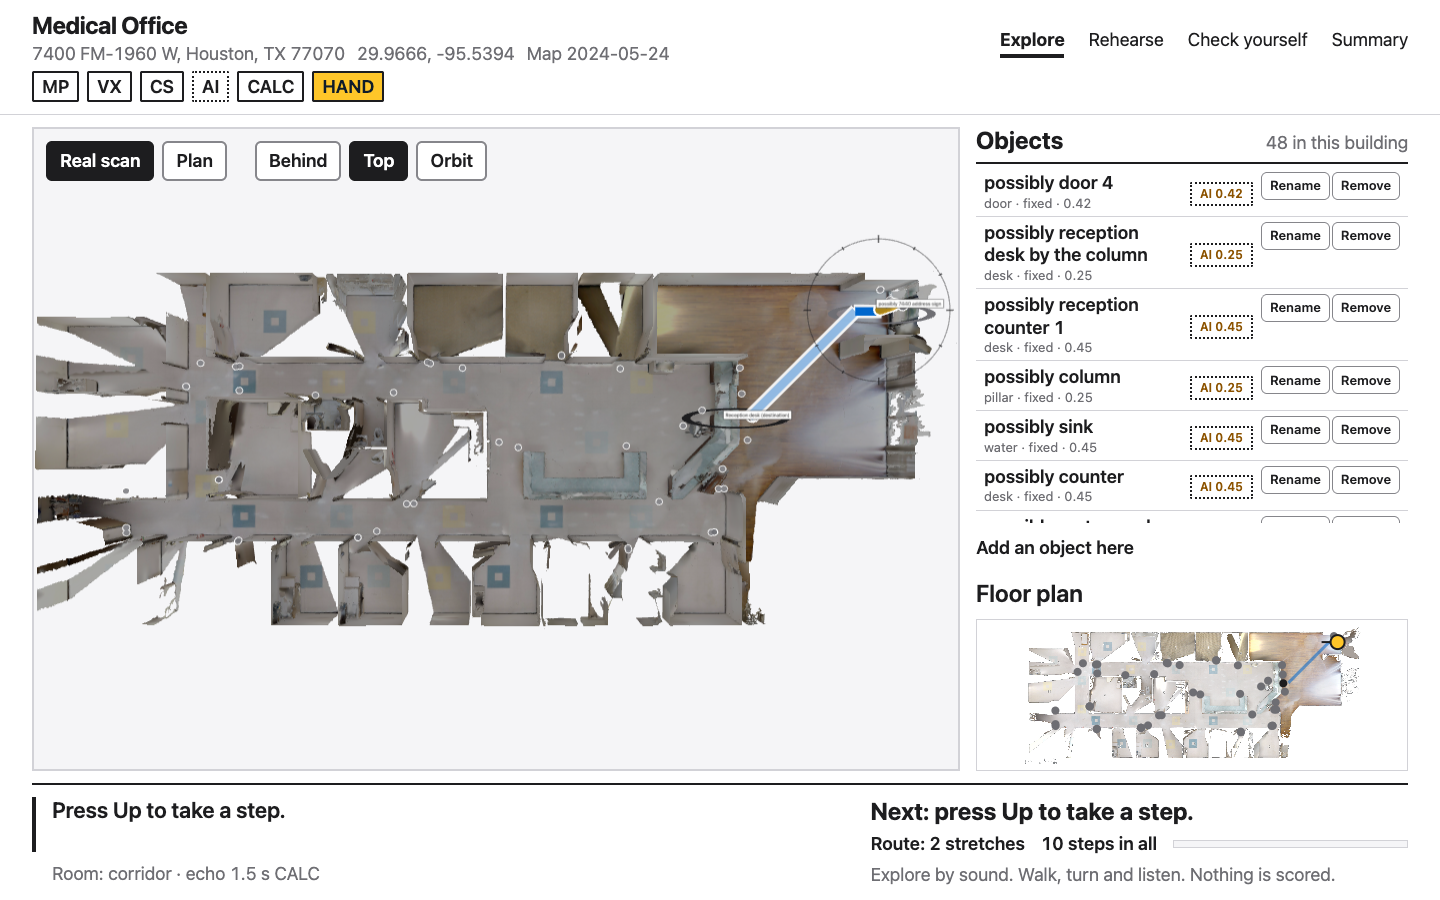 Medical Office
7400 FM-1960 W, Houston, TX 77070 29.9666, -95.5394 Map 2024-05-24
MP VX CS AI CALC HAND
Explore Rehearse Check yourself Summary
Real scan Plan Behind Top Orbit
possibly 7640 address sign
Reception desk (destination)
Objects 48 in this building
possibly door 4
door · fixed · 0.42
AI 0.42 Rename Remove
possibly reception
desk by the column
desk · fixed · 0.25
AI 0.25 Rename Remove
possibly reception
counter 1
desk · fixed · 0.45
AI 0.45 Rename Remove
possibly column
pillar · fixed · 0.25
AI 0.25 Rename Remove
possibly sink
water · fixed · 0.45
AI 0.45 Rename Remove
possibly counter
desk · fixed · 0.45
AI 0.45 Rename Remove
Add an object here
Floor plan
Press Up to take a step.
Room: corridor · echo 1.5 s CALC
Next: press Up to take a step.
Route: 2 stretches 10 steps in all
Explore by sound. Walk, turn and listen. Nothing is scored.